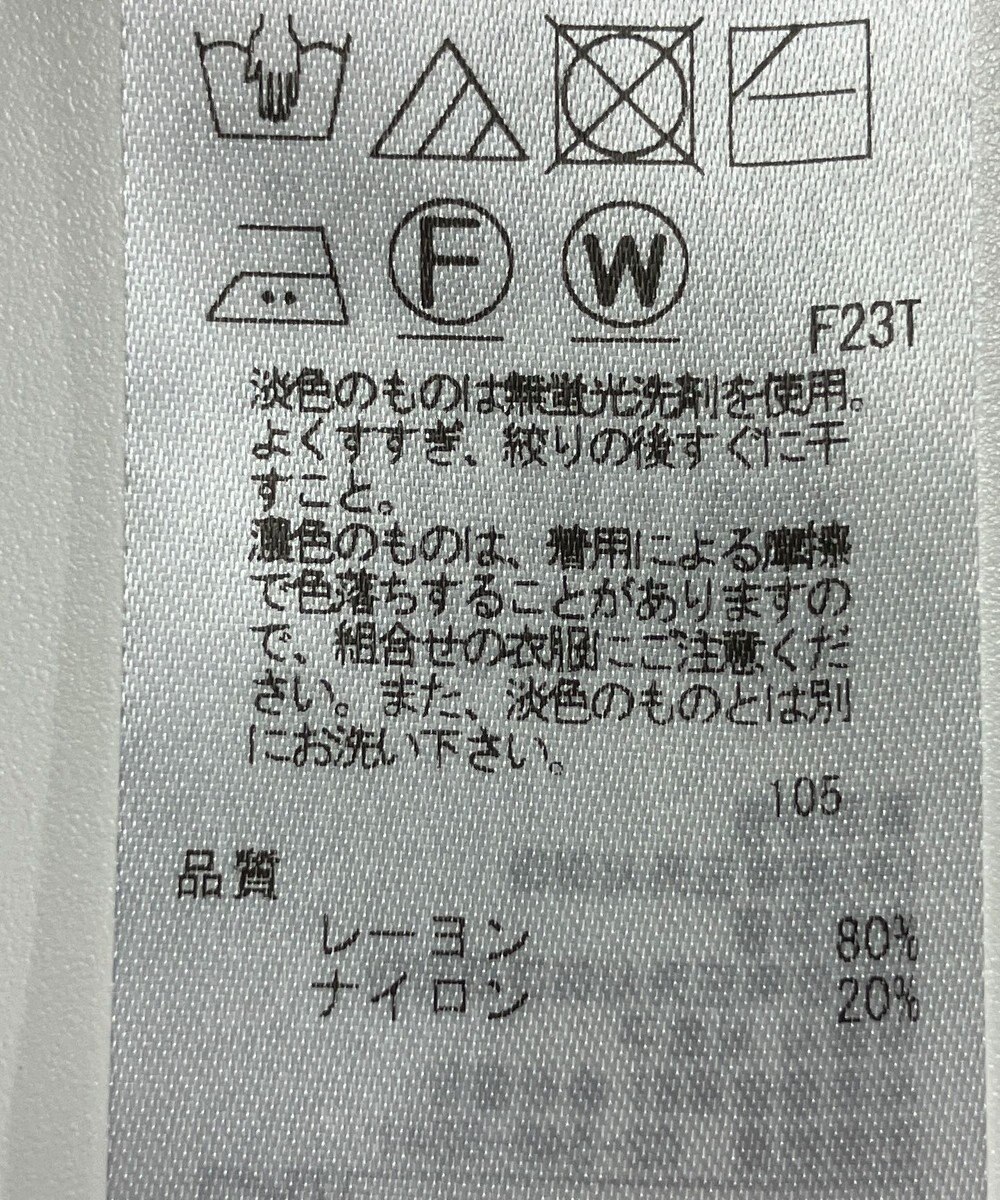 F W
F23T
淡色のものは無蛍光洗剤を使用。
よくすすぎ、絞りの後すぐに干
すこと。
濃色のものは、着用による摩擦
で色落ちすることがありますの
で、組合せの衣服にご注意くだ
さい。また、淡色のものとは別
にお洗い下さい。
105
品質
レーヨン 80%
ナイロン 20%